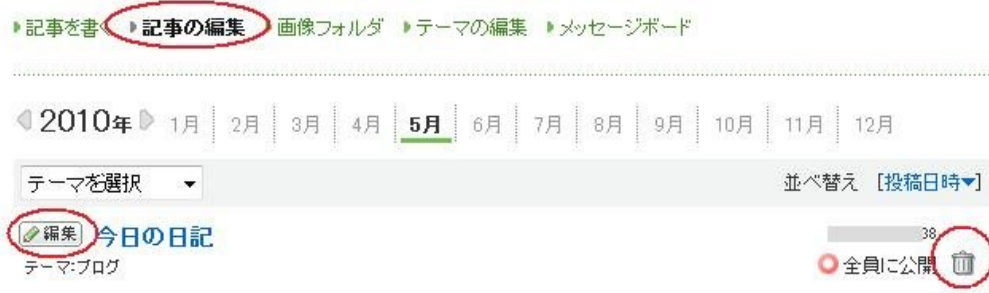 記事を書く 記事の編集 画像フォルダ テーマの編集 メッセージボード
2010年 1月 2月 3月 4月 5月 6月 7月 8月 9月 10月 11月 12月
テーマを選択 並べ替え [投稿日時▼]
編集 今日の日記 38
テーマ:ブログ 全員に公開